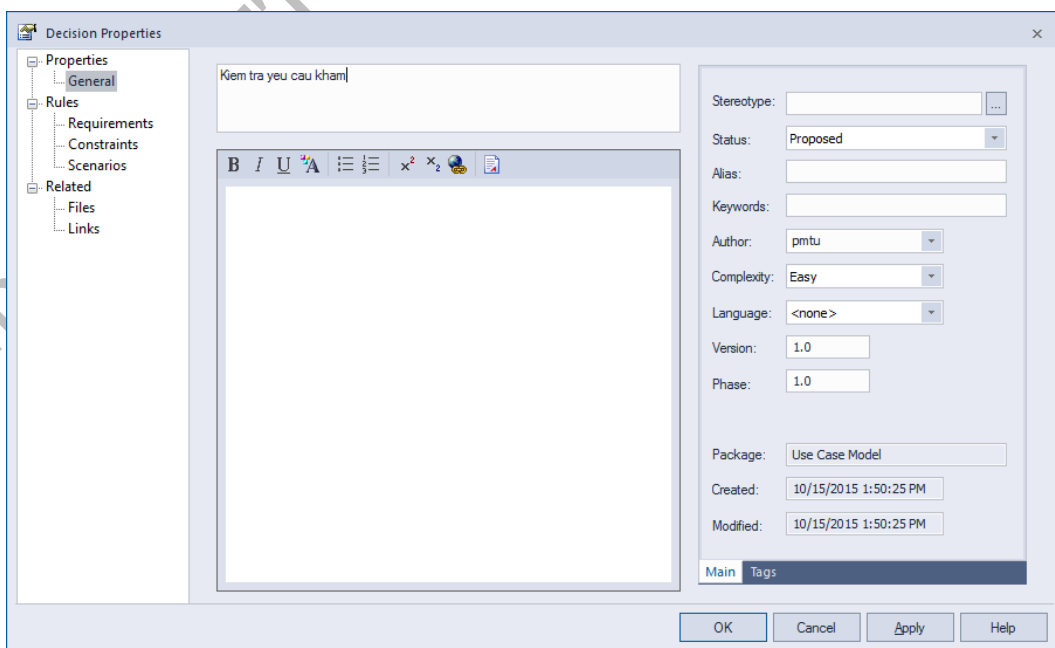 Decision Properties
Properties
General
Rules
Requirements
Constraints
Scenarios
Related
Files
Links
Kiem tra yeu cau kham
B I U A x² ×₂
Stereotype: ...
Status: Proposed
Alias:
Keywords:
Author: pmtu
Complexity: Easy
Language: <none>
Version: 1.0
Phase: 1.0
Package: Use Case Model
Created: 10/15/2015 1:50:25 PM
Modified: 10/15/2015 1:50:25 PM
Main Tags
OK Cancel Apply Help